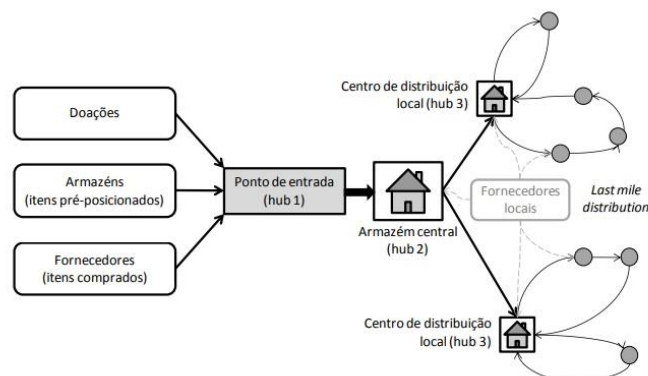 Doações
Armazéns
(itens pré-posicionados)
Fornecedores
(itens comprados)
Ponto de entrada
(hub 1)
Armazém central
(hub 2)
Centro de distribuição
local (hub 3)
Fornecedores
locais
Last mile
distribution
Centro de distribuição
local (hub 3)